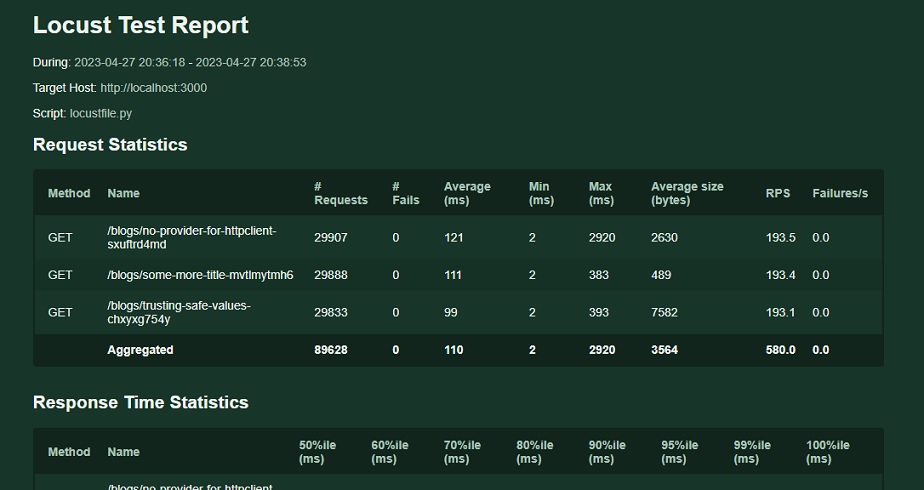 Locust Test Report
During: 2023-04-27 20:36:18 - 2023-04-27 20:38:53
Target Host: http://localhost:3000
Script: locustfile.py
Request Statistics
Method Name # Requests # Fails Average (ms) Min (ms) Max (ms) Average size (bytes) RPS Failures/s
GET /blogs/no-provider-for-httpclient-sxuftrd4md 29907 0 121 2 2920 2630 193.5 0.0
GET /blogs/some-more-title-mvtlmytmh6 29888 0 111 2 383 489 193.4 0.0
GET /blogs/trusting-safe-values-chxyxg754y 29833 0 99 2 393 7582 193.1 0.0
Aggregated 89628 0 110 2 2920 3564 580.0 0.0
Response Time Statistics
Method Name 50%ile (ms) 60%ile (ms) 70%ile (ms) 80%ile (ms) 90%ile (ms) 95%ile (ms) 99%ile (ms) 100%ile (ms)
/blogs/no-provider-for-httpclient-